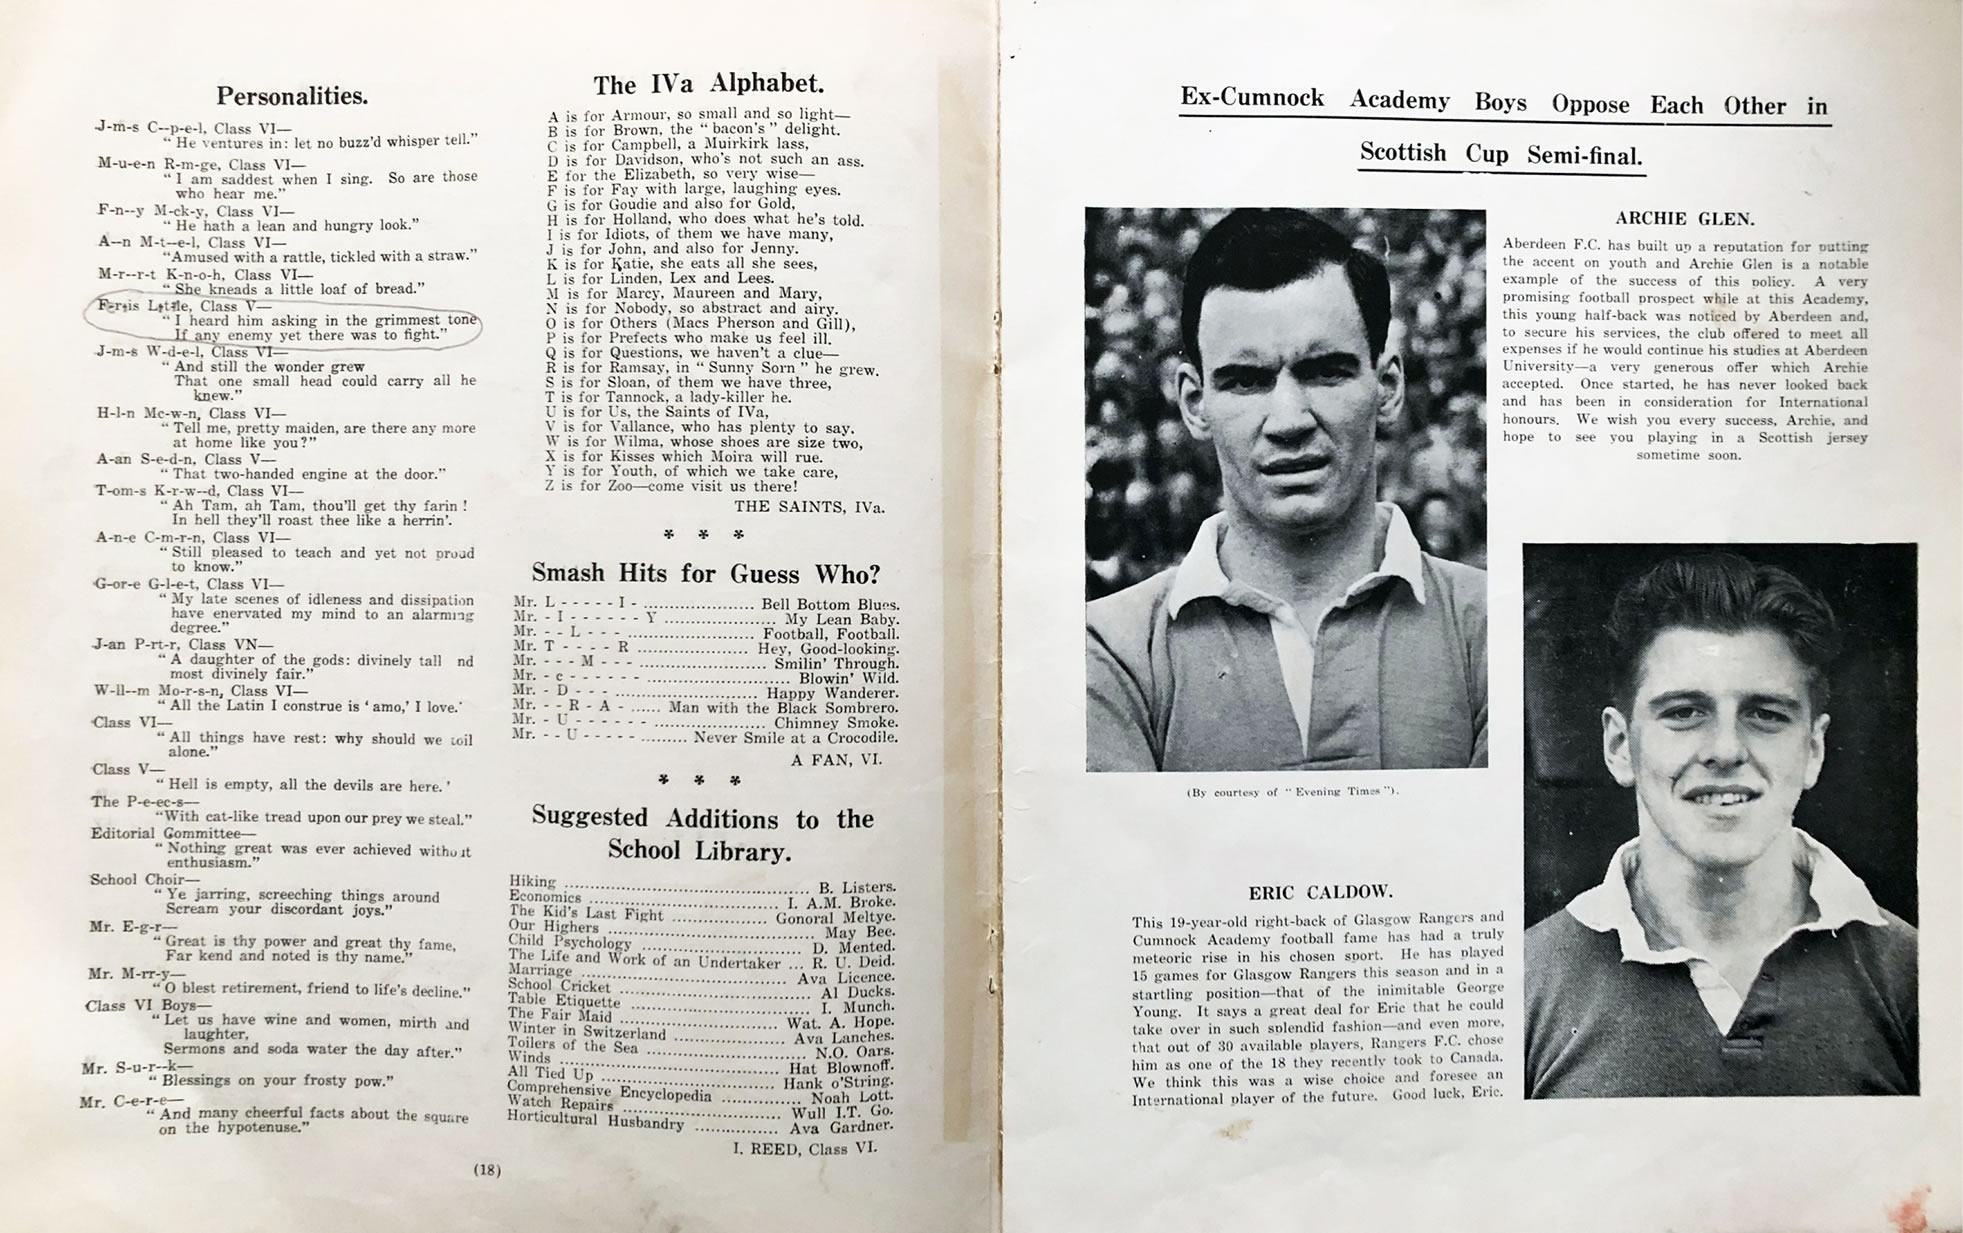 Personalities.
J-m-s C--p-e-l, Class VI—
" He ventures in: let no buzz'd whisper tell."
M-u-e-n R-m-ge, Class VI—
" I am saddest when I sing. So are those
who hear me."
F-n--y M-ck-y, Class VI—
" He hath a lean and hungry look."
A--n M-t--e-l, Class VI—
"Amused with a rattle, tickled with a straw."
M-r--r-t K-n-o-h, Class VI—
" She kneads a little loaf of bread."
Class V—
" I heard him asking in the grimmest tone
If any enemy yet there was to fight."
J-m-s W-d-e-l, Class VI—
" And still the wonder grew
That one small head could carry all he
knew."
H-l-n Mc-w-n, Class VI—
" Tell me, pretty maiden, are there any more
at home like you?"
A-an S-e-d-n, Class V—
" That two-handed engine at the door."
T-om-s K-r-w--d, Class VI—
" Ah Tam, ah Tam, thou'll get thy farin !
In hell they'll roast thee like a herrin'.
A-n-e C-m-r-n, Class VI—
" Still pleased to teach and yet not proud
to know."
G-or-e G-l-e-t, Class VI—
" My late scenes of idleness and dissipation
have enervated my mind to an alarming
degree."
J-an P-rt-r, Class VN—
" A daughter of the gods: divinely tall nd
most divinely fair."
W-ll--m Mo-r-s-n, Class VI—
" All the Latin I construe is ' amo,' I love.'
Class VI—
" All things have rest: why should we toil
alone."
Class V—
" Hell is empty, all the devils are here. '
The P-e-ec-s—
"With cat-like tread upon our prey we steal."
Editorial Committee—
" Nothing great was ever achieved without
enthusiasm."
School Choir—
" Ye jarring, screeching things around
Scream your discordant joys."
Mr. E-g-r—
" Great is thy power and great thy fame,
Far kend and noted is thy name."
Mr. M-rr-y—
" O blest retirement, friend to life's decline."
Class VI Boys—
" Let us have wine and women, mirth and
laughter,
Sermons and soda water the day after."
Mr. S-u-r--k—
" Blessings on your frosty pow."
Mr. C-e-r-e—
" And many cheerful facts about the square
on the hypotenuse."
The IVa Alphabet.
A is for Armour, so small and so light—
B is for Brown, the " bacon's " delight.
C is for Campbell, a Muirkirk lass,
D is for Davidson, who's not such an ass.
E for the Elizabeth, so very wise—
F is for Fay with large, laughing eyes.
G is for Goudie and also for Gold,
H is for Holland, who does what he's told.
I is for Idiots, of them we have many,
J is for John, and also for Jenny.
K is for Katie, she eats all she sees,
L is for Linden, Lex and Lees.
M is for Marcy, Maureen and Mary,
N is for Nobody, so abstract and airy.
O is for Others (Macs Pherson and Gill),
P is for Prefects who make us feel ill.
Q is for Questions, we haven't a clue—
R is for Ramsay, in " Sunny Sorn " he grew.
S is for Sloan, of them we have three,
T is for Tannock, a lady-killer he.
U is for Us, the Saints of IVa,
V is for Vallance, who has plenty to say.
W is for Wilma, whose shoes are size two,
X is for Kisses which Moira will rue.
Y is for Youth, of which we take care,
Z is for Zoo—come visit us there!
THE SAINTS, IVa.
* * *
Smash Hits for Guess Who?
Mr. L - - - - - I - .................... Bell Bottom Blues.
Mr. - I - - - - - - Y .................... My Lean Baby.
Mr. - - L - - - .................... Football, Football.
Mr. T - - - - R .................... Hey, Good-looking.
Mr. - - - M - - - .................... Smilin' Through.
Mr. - c - - - - - - .................... Blowin' Wild.
Mr. - D - - - .................... Happy Wanderer.
Mr. - - R - A - ...... Man with the Black Sombrero.
Mr. - U - - - - - - .................... Chimney Smoke.
Mr. - - U - - - - - ......... Never Smile at a Crocodile.
A FAN, VI.
* * *
Suggested Additions to the
School Library.
Hiking .................... B. Listers.
Economics .................... I. A.M. Broke.
The Kid's Last Fight .................... Gonoral Meltye.
Our Highers .................... May Bee.
Child Psychology .................... D. Mented.
The Life and Work of an Undertaker ... R. U. Deid.
Marriage .................... Ava Licence.
School Cricket .................... Al Ducks.
Table Etiquette .................... I. Munch.
The Fair Maid .................... Wat. A. Hope.
Winter in Switzerland .................... Ava Lanches.
Toilers of the Sea .................... N.O. Oars.
Winds .................... Hat Blownoff.
All Tied Up .................... Hank o'String.
Comprehensive Encyclopedia ............ Noah Lott.
Watch Repairs .................... Wull I.T. Go.
Horticultural Husbandry .............. Ava Gardner.
I. REED, Class VI.
(18)
Ex-Cumnock Academy Boys Oppose Each Other in
Scottish Cup Semi-final.
ARCHIE GLEN.
Aberdeen F.C. has built up a reputation for putting
the accent on youth and Archie Glen is a notable
example of the success of this policy. A very
promising football prospect while at this Academy,
this young half-back was noticed by Aberdeen and,
to secure his services, the club offered to meet all
expenses if he would continue his studies at Aberdeen
University—a very generous offer which Archie
accepted. Once started, he has never looked back
and has been in consideration for International
honours. We wish you every success, Archie, and
hope to see you playing in a Scottish jersey
sometime soon.
(By courtesy of " Evening Times ").
ERIC CALDOW.
This 19-year-old right-back of Glasgow Rangers and
Cumnock Academy football fame has had a truly
meteoric rise in his chosen sport. He has played
15 games for Glasgow Rangers this season and in a
startling position—that of the inimitable George
Young. It says a great deal for Eric that he could
take over in such splendid fashion—and even more,
that out of 30 available players, Rangers F.C. chose
him as one of the 18 they recently took to Canada.
We think this was a wise choice and foresee an
International player of the future. Good luck, Eric.